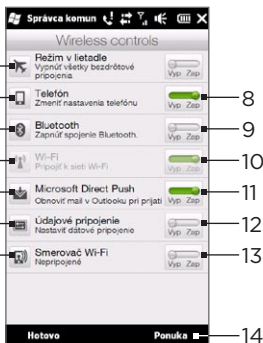 Správca komun
Wireless controls
Režim v lietadle
Vypnúť všetky bezdrôtové
pripojenia
Vyp Zap
Telefón
Zmeniť nastavenia telefónu
Vyp Zap
8
Bluetooth
Zapnúť spojenie Bluetooth.
Vyp Zap
9
Wi-Fi
Pripojiť k sieti Wi-Fi
Vyp Zap
10
Microsoft Direct Push
Obnoviť mail v Outlooku pri prijatí
Vyp Zap
11
Údajové pripojenie
Nastaviť dátové pripojenie
Vyp Zap
12
Smerovač Wi-Fi
Nepripojené
Vyp Zap
13
Hotovo
Ponuka
14